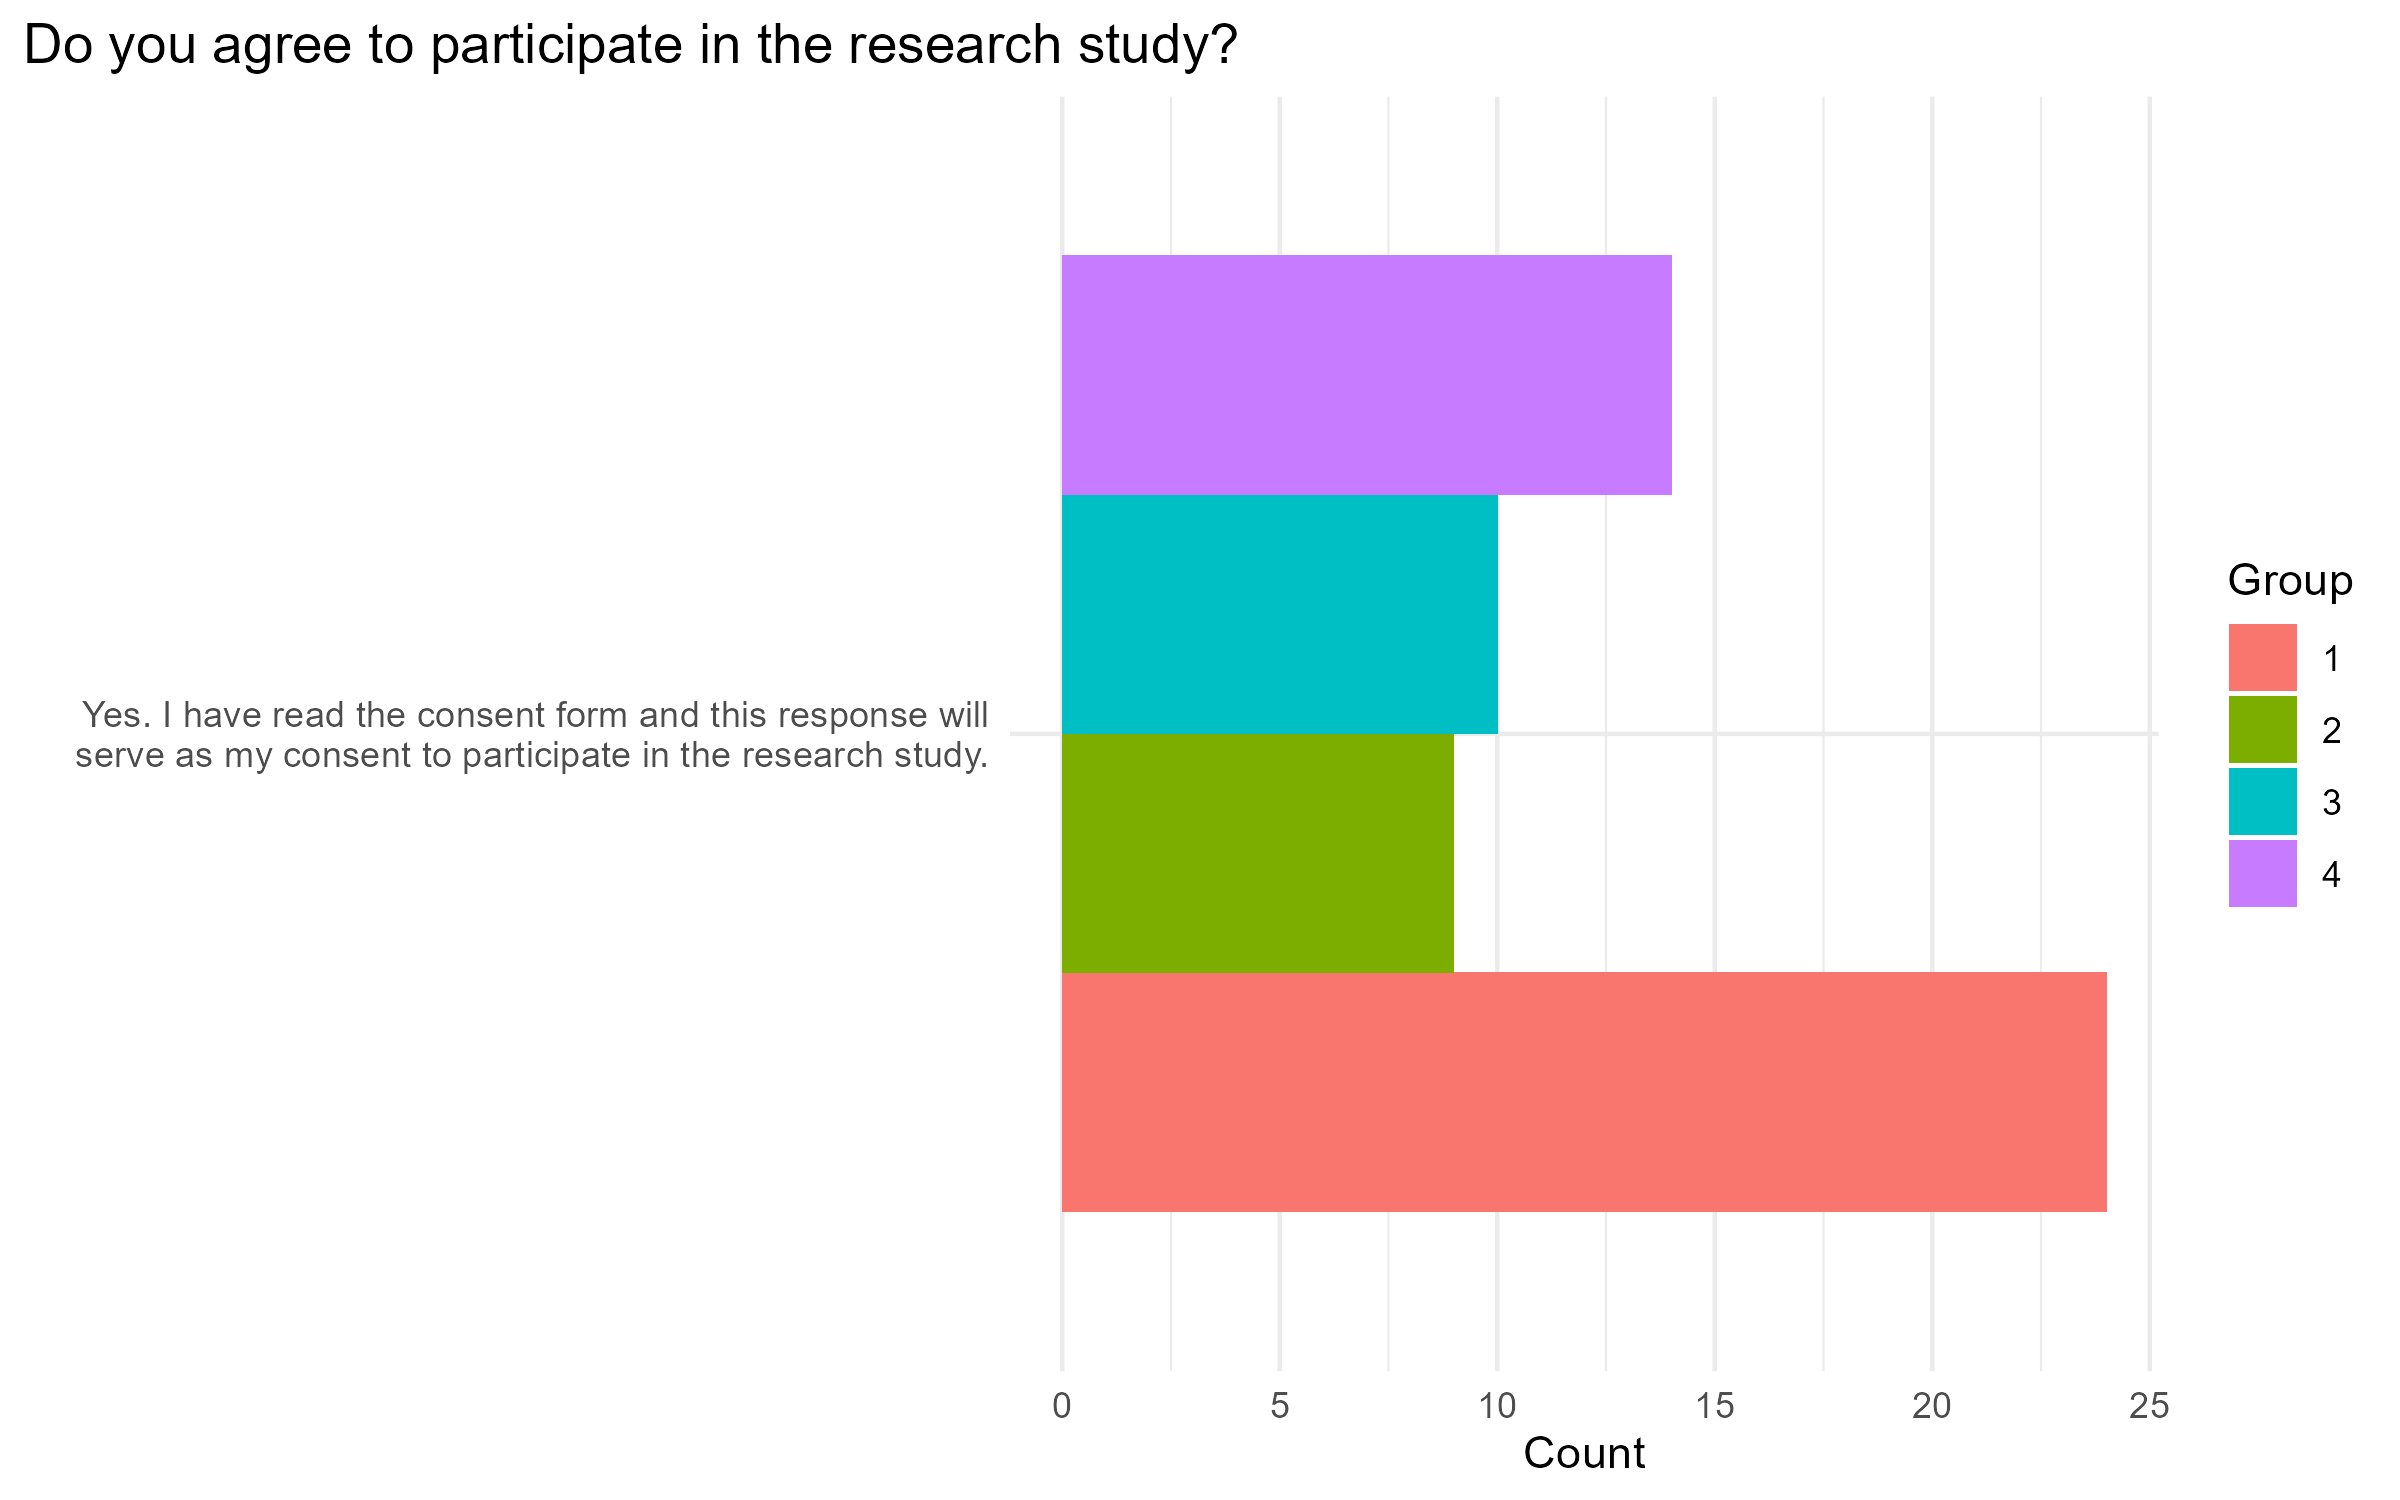 Do you agree to participate in the research study?
Yes. I have read the consent form and this response will
serve as my consent to participate in the research study.
Group
1
2
3
4
0 5 10 15 20 25
Count